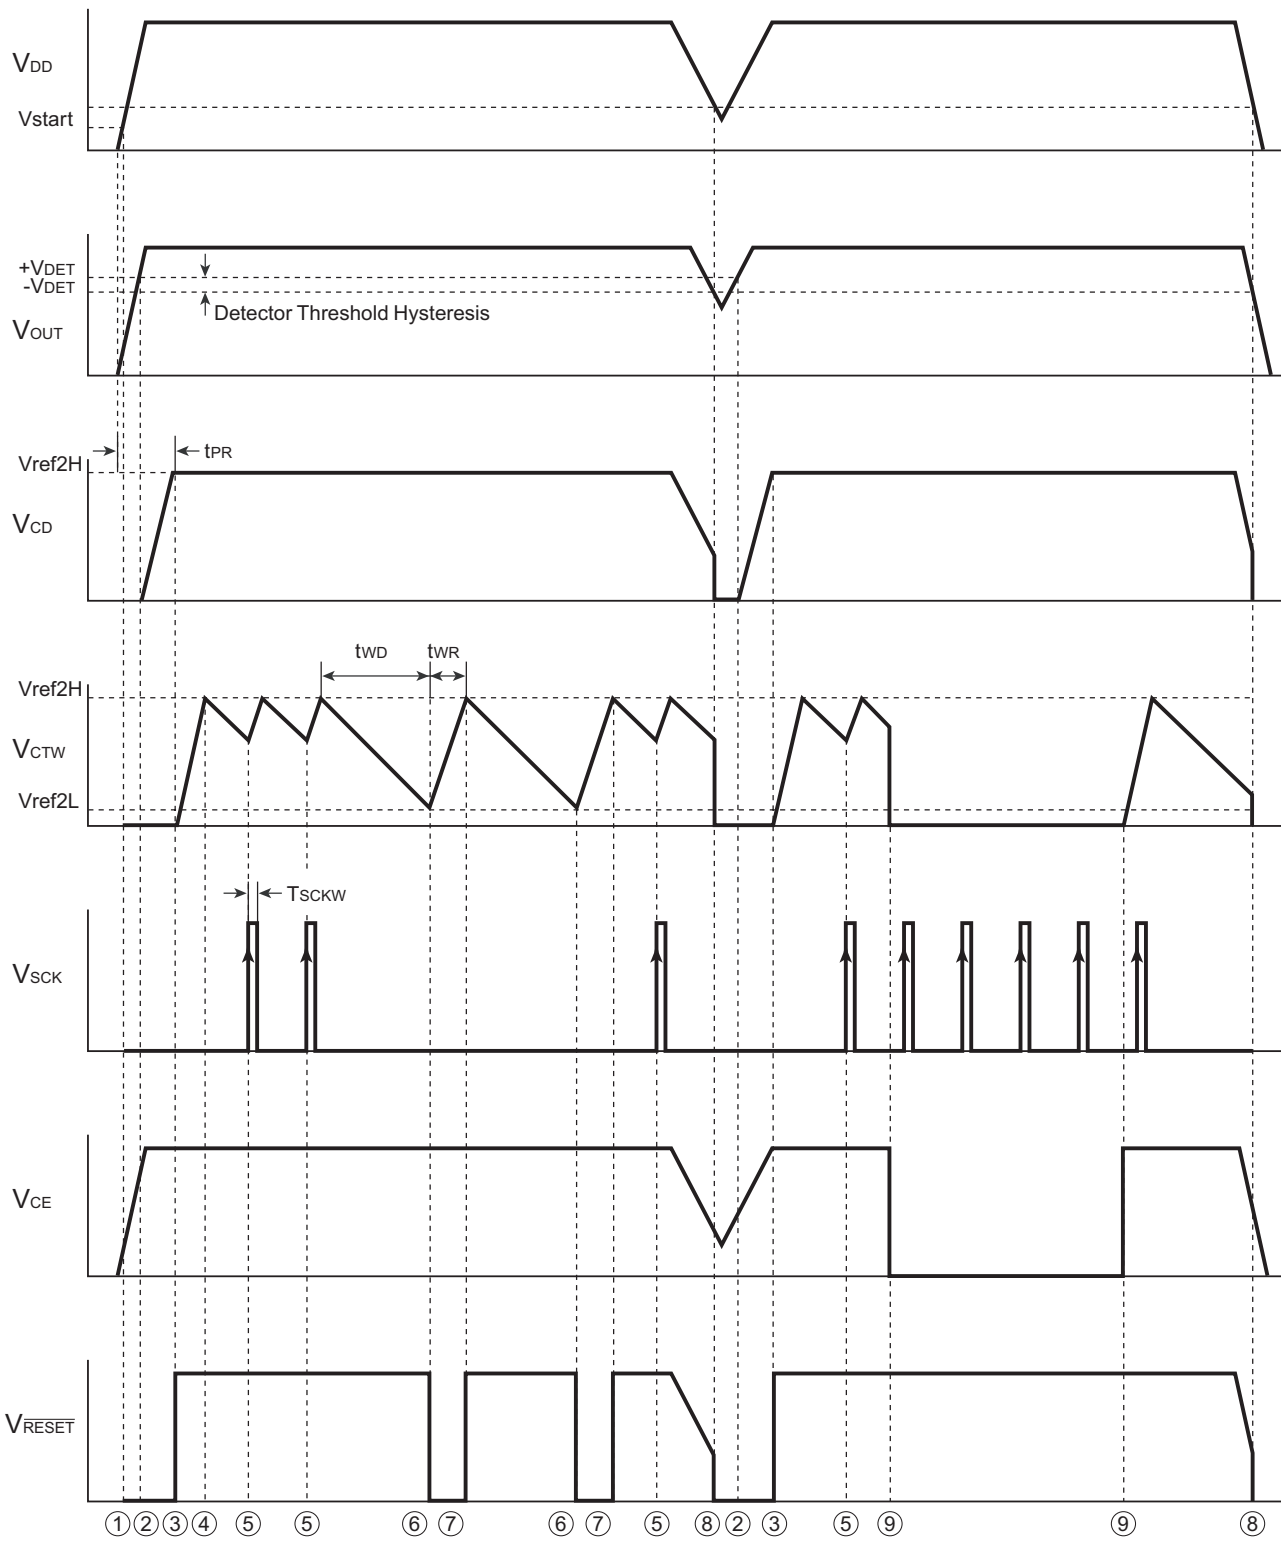 VDD
Vstart
+VDET
-VDET
Detector Threshold Hysteresis
VOUT
tPR
Vref2H
VCD
tWD
tWR
Vref2H
VCTW
Vref2L
TSCKW
VSCK
VCE
VRESET
① ② ③ ④ ⑤ ⑤ ⑥ ⑦ ⑥ ⑦ ⑤ ⑧ ② ③ ⑤ ⑨ ⑨ ⑧